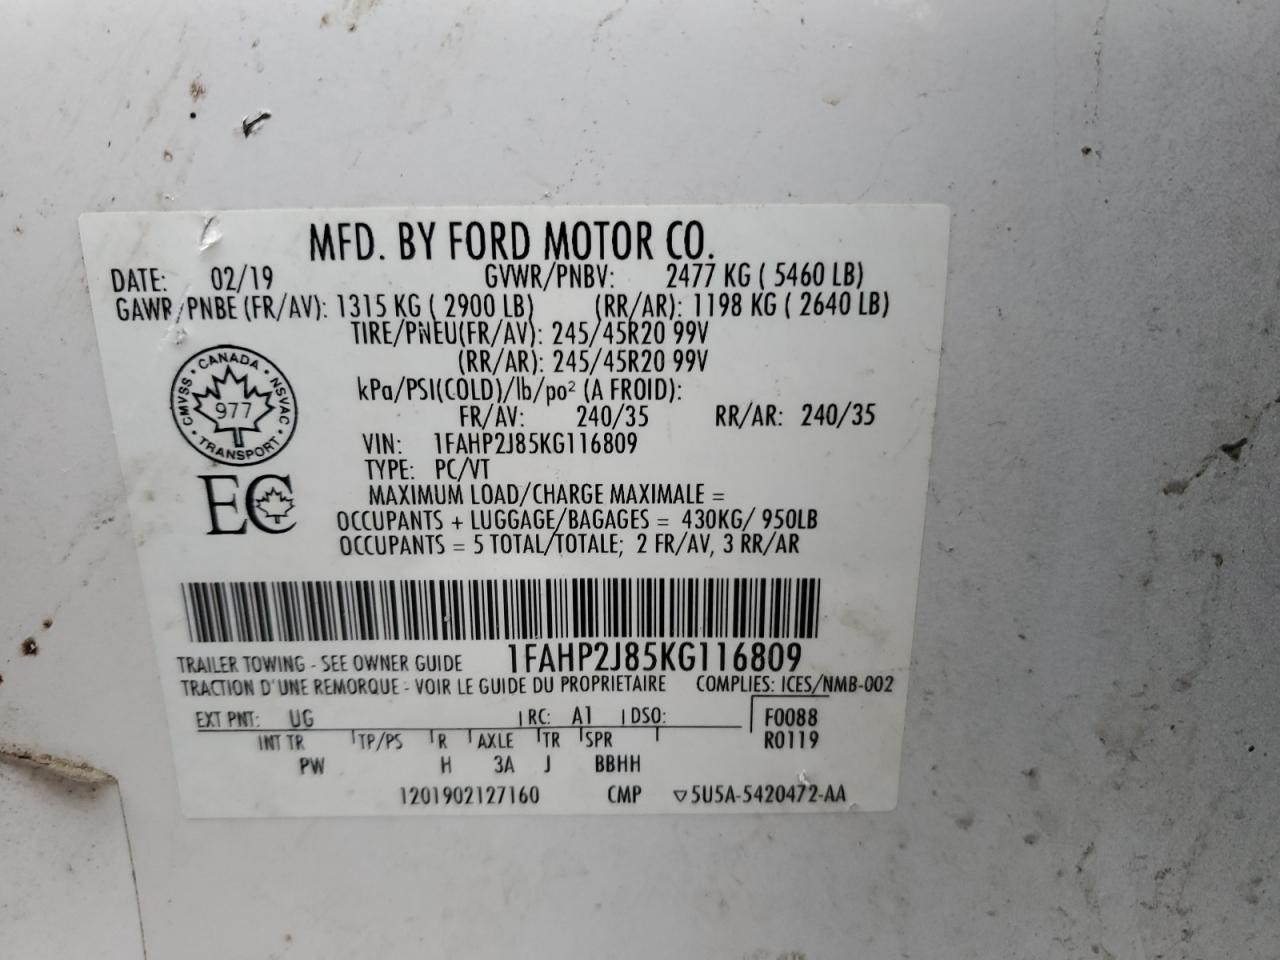 MFD. BY FORD MOTOR CO.
DATE: 02/19 GVWR/PNBV: 2477 KG ( 5460 LB)
GAWR/PNBE (FR/AV): 1315 KG ( 2900 LB) (RR/AR): 1198 KG ( 2640 LB)
TIRE/PNEU(FR/AV): 245/45R20 99V
(RR/AR): 245/45R20 99V
kPa/PSI(COLD)/lb/po² (A FROID):
FR/AV: 240/35 RR/AR: 240/35
CANADA
CMVSS • NSVAC
977
TRANSPORT
VIN: 1FAHP2J85KG116809
TYPE: PC/VT
EC
MAXIMUM LOAD/CHARGE MAXIMALE =
OCCUPANTS + LUGGAGE/BAGAGES = 430KG/ 950LB
OCCUPANTS = 5 TOTAL/TOTALE; 2 FR/AV, 3 RR/AR
TRAILER TOWING - SEE OWNER GUIDE 1FAHP2J85KG116809
TRACTION D'UNE REMORQUE - VOIR LE GUIDE DU PROPRIETAIRE COMPLIES: ICES/NMB-002
EXT PNT: UG RC: A1 DSO: F0088
INT TR TP/PS R AXLE TR SPR R0119
PW H 3A J BBHH
1201902127160 CMP ▽5U5A-5420472-AA